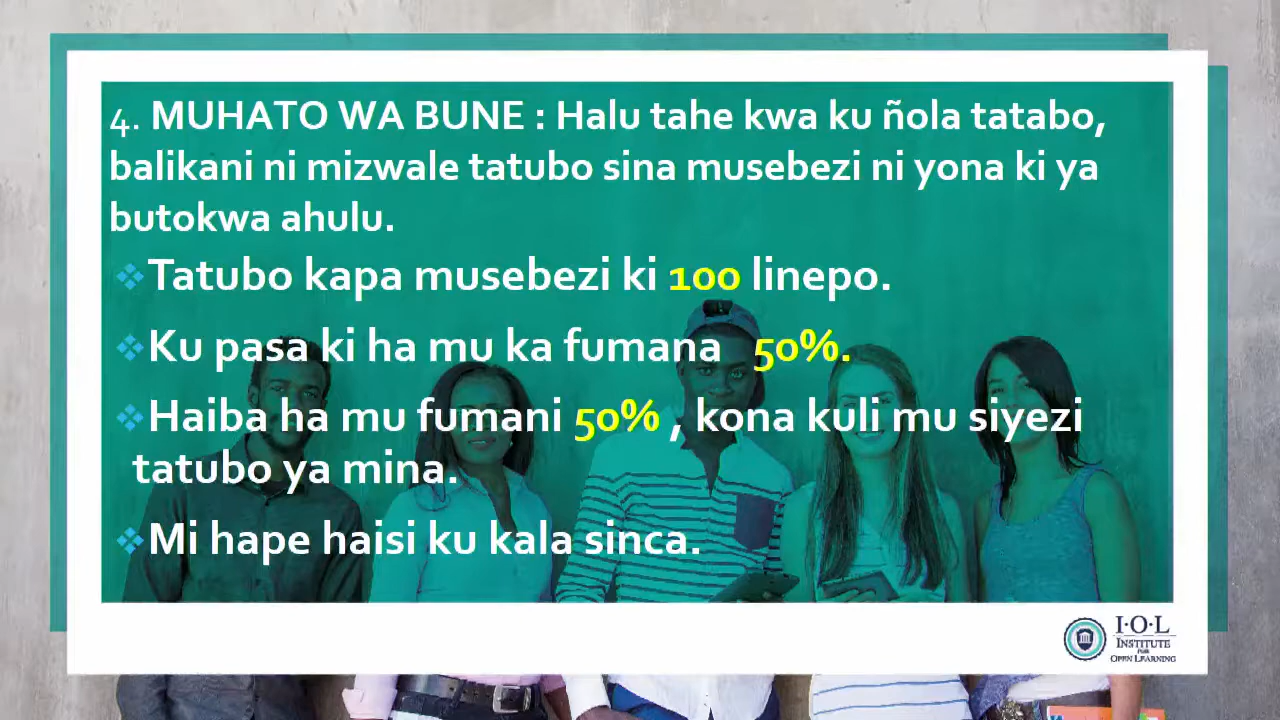 4. MUHATO WA BUNE : Halu tahe kwa ku ñola tatabo,
balikani ni mizwale tatubo sina musebezi ni yona ki ya
butokwa ahulu.
Tatubo kapa musebezi ki 100 linepo.
Ku pasa ki ha mu ka fumana 50%.
Haiba ha mu fumani 50% , kona kuli mu siyezi
tatubo ya mina.
Mi hape haisi ku kala sinca.
I·O·L
INSTITUTE
FOR
OPEN LEARNING